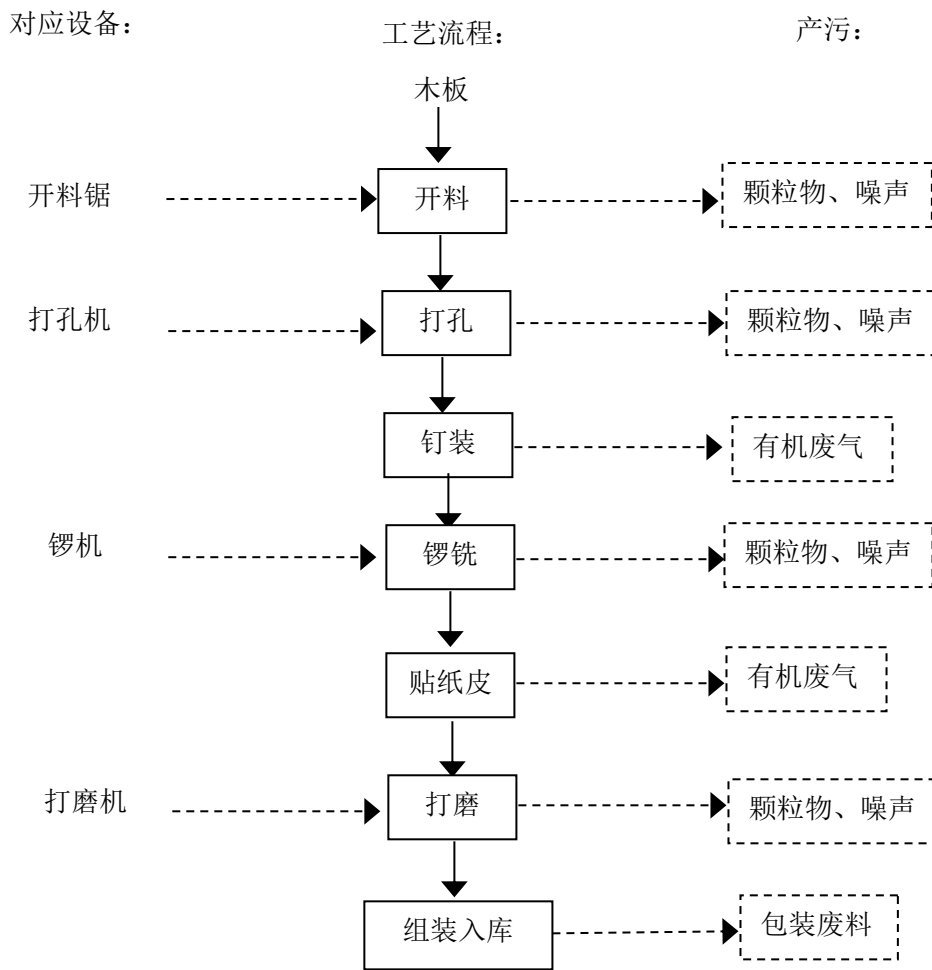 对应设备：
工艺流程：
产污：
木板
开料锯
开料
颗粒物、噪声
打孔机
打孔
颗粒物、噪声
钉装
有机废气
锣机
锣铣
颗粒物、噪声
贴纸皮
有机废气
打磨机
打磨
颗粒物、噪声
组装入库
包装废料